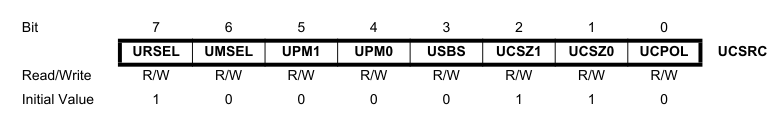 Bit 7 6 5 4 3 2 1 0
URSEL UMSEL UPM1 UPM0 USBS UCSZ1 UCSZ0 UCPOL UCSRC
Read/Write R/W R/W R/W R/W R/W R/W R/W R/W
Initial Value 1 0 0 0 0 1 1 0